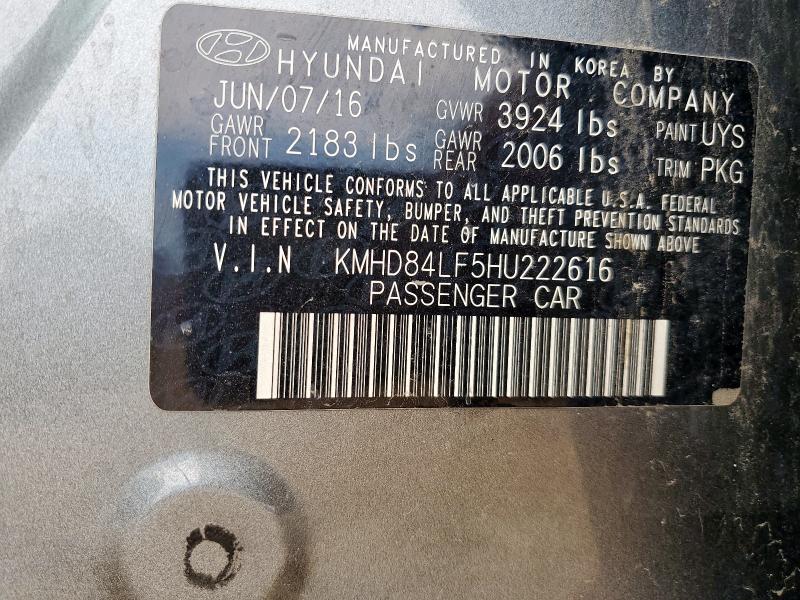 MANUFACTURED IN KOREA BY
HYUNDAI MOTOR COMPANY
JUN/07/16 GVWR 3924 lbs PAINT UYS
GAWR FRONT 2183 lbs GAWR REAR 2006 lbs TRIM PKG
THIS VEHICLE CONFORMS TO ALL APPLICABLE U.S.A. FEDERAL
MOTOR VEHICLE SAFETY, BUMPER, AND THEFT PREVENTION STANDARDS
IN EFFECT ON THE DATE OF MANUFACTURE SHOWN ABOVE
V.I.N KMHD84LF5HU222616
PASSENGER CAR